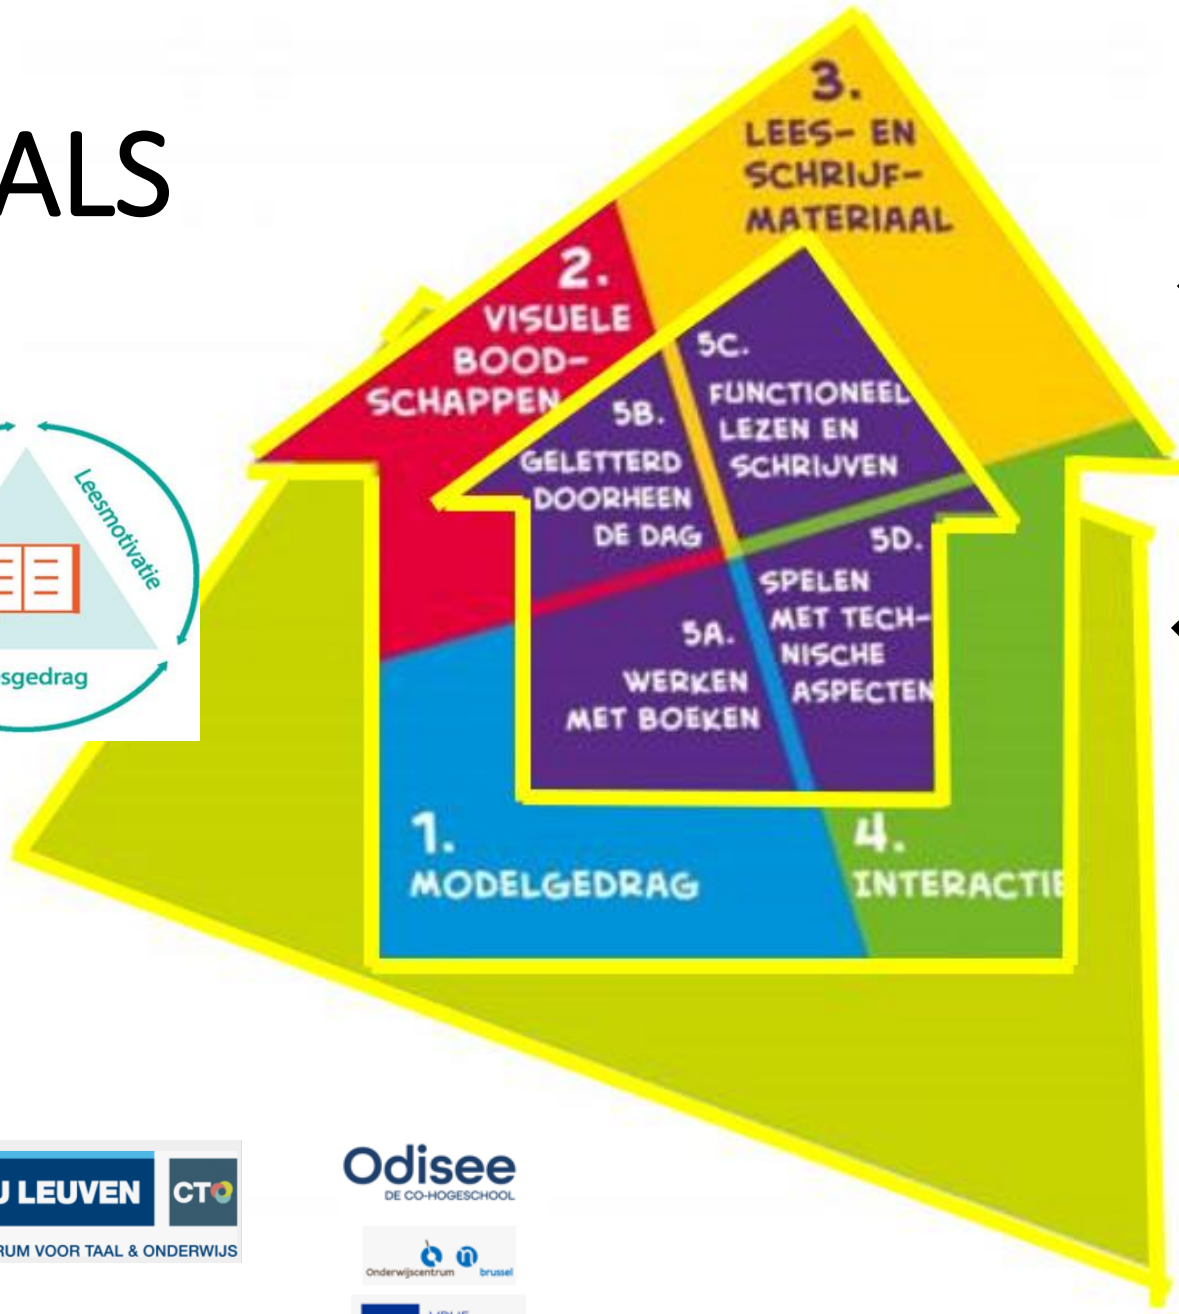 ALS
3.
LEES- EN
SCHRIJF-
MATERIAAL
2.
VISUELE
BOOD-
SCHAPPEN
5C.
FUNCTIONEEL
LEZEN EN
SCHRIJVEN
5B.
GELETTERD
DOORHEEN
DE DAG
5D.
SPELEN
MET TECH-
NISCHE
ASPECTEN
5A.
WERKEN
MET BOEKEN
1.
MODELGEDRAG
4.
INTERACTIE
Leesmotivatie
sgedrag
LEUVEN
CTO
RUM VOOR TAAL & ONDERWIJS
Odisee
DE CO-HOGESCHOOL
Onderwijscentrum brussel